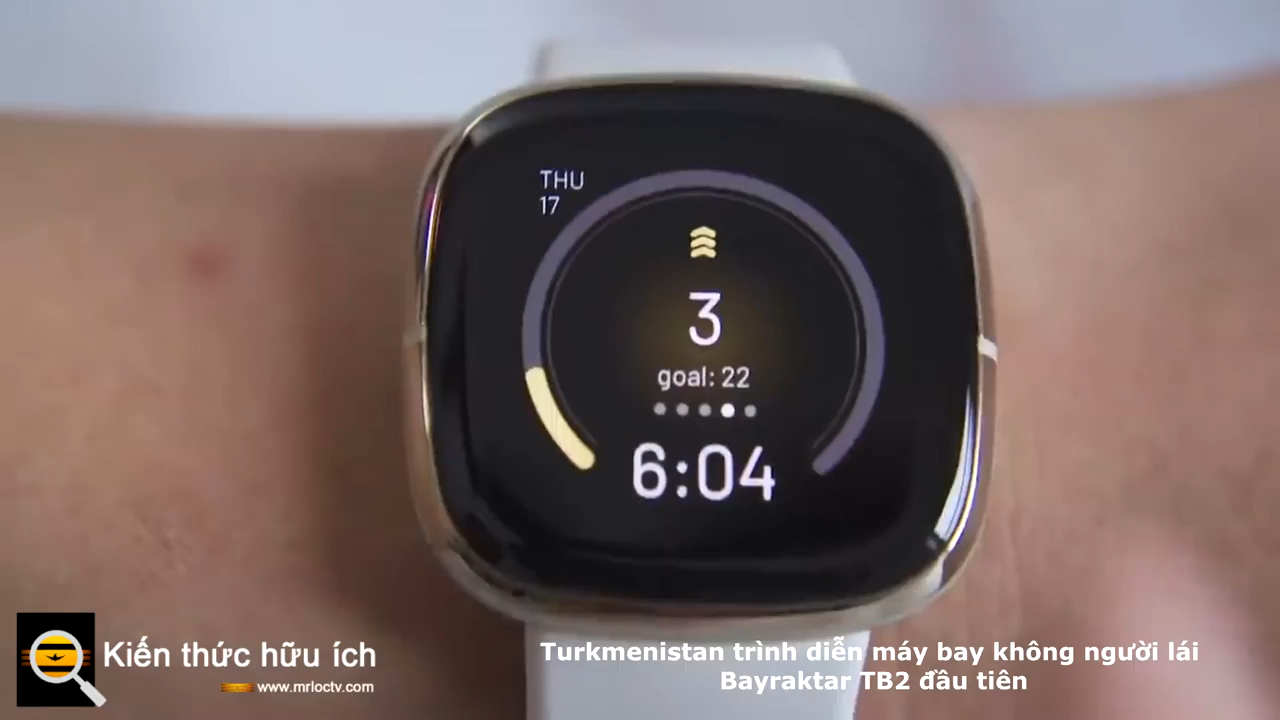 THU
17
3
goal: 22
6:04
Kiến thức hữu ích
www.mrloctv.com
Turkmenistan trình diễn máy bay không người lái
Bayraktar TB2 đầu tiên